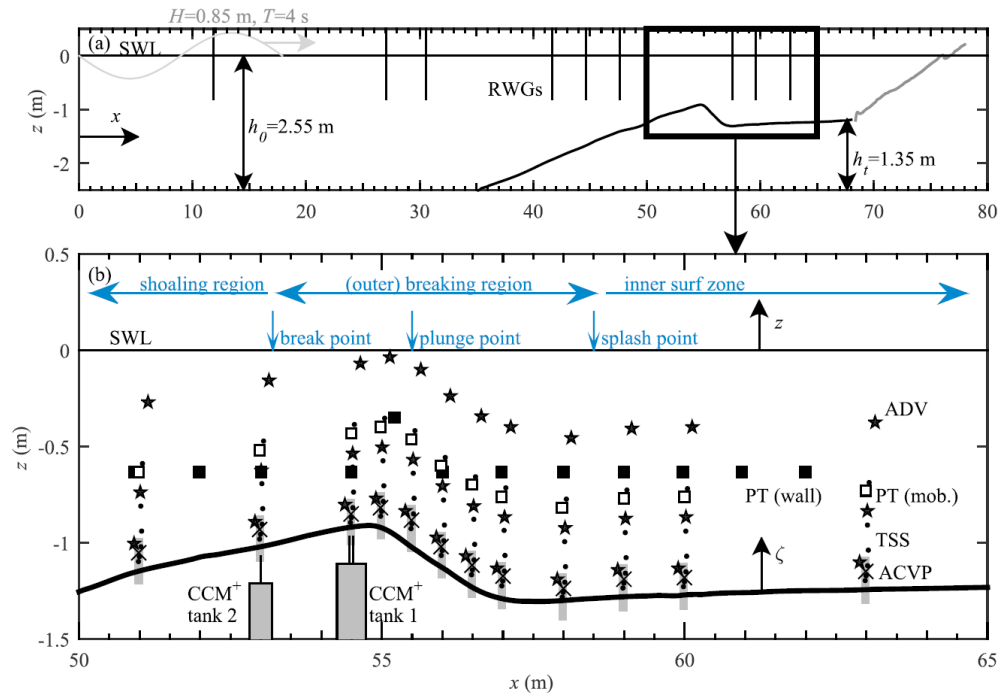 H=0.85 m, T=4 s
(a)
SWL
RWGs
x
h0=2.55 m
ht=1.35 m
z (m)
0
-1
-2
0 10 20 30 40 50 60 70 80
(b)
shoaling region
(outer) breaking region
inner surf zone
break point
plunge point
splash point
z
SWL
ADV
PT (wall)
PT (mob.)
TSS
ACVP
ζ
CCM+
tank 2
CCM+
tank 1
z (m)
0.5
0
-0.5
-1
-1.5
50 55 60 65
x (m)